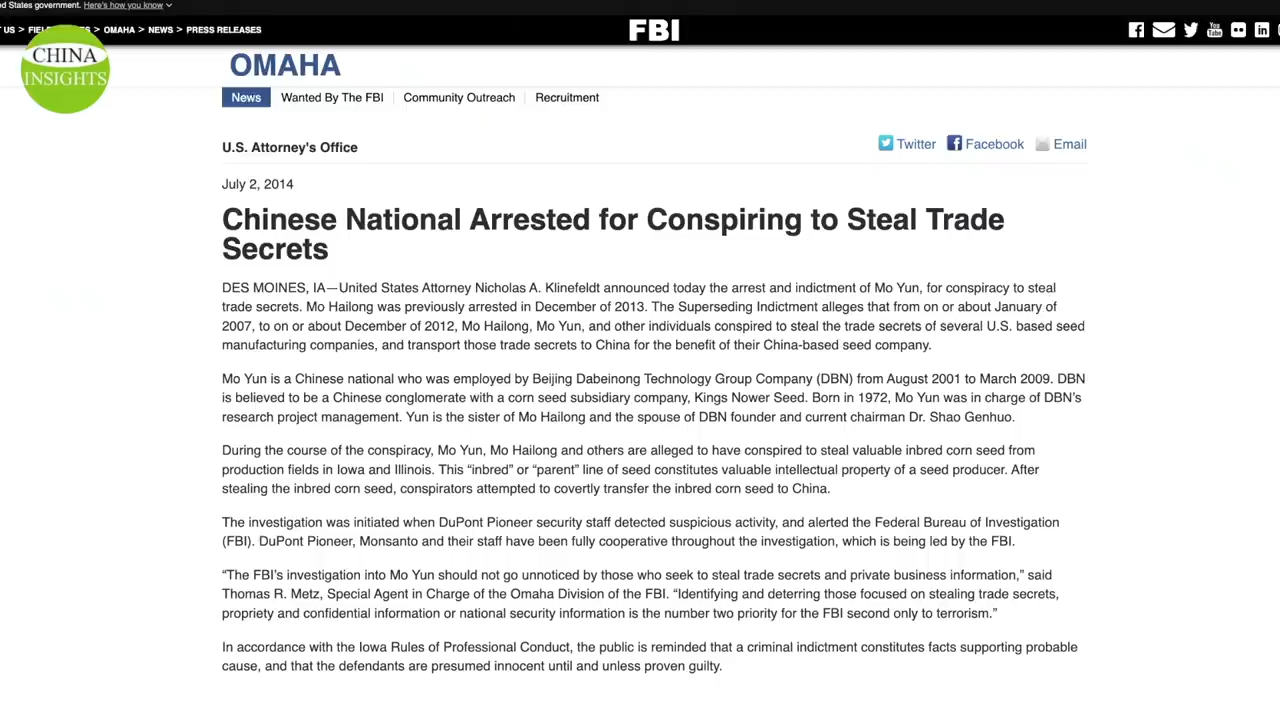 ed States government. Here's how you know
US > FIELD OFFICES > OMAHA > NEWS > PRESS RELEASES
FBI
CHINA
INSIGHTS
OMAHA
News Wanted By The FBI Community Outreach Recruitment
U.S. Attorney's Office
Twitter Facebook Email
July 2, 2014
Chinese National Arrested for Conspiring to Steal Trade
Secrets
DES MOINES, IA—United States Attorney Nicholas A. Klinefeldt announced today the arrest and indictment of Mo Yun, for conspiracy to steal
trade secrets. Mo Hailong was previously arrested in December of 2013. The Superseding Indictment alleges that from on or about January of
2007, to on or about December of 2012, Mo Hailong, Mo Yun, and other individuals conspired to steal the trade secrets of several U.S. based seed
manufacturing companies, and transport those trade secrets to China for the benefit of their China-based seed company.
Mo Yun is a Chinese national who was employed by Beijing Dabeinong Technology Group Company (DBN) from August 2001 to March 2009. DBN
is believed to be a Chinese conglomerate with a corn seed subsidiary company, Kings Nower Seed. Born in 1972, Mo Yun was in charge of DBN's
research project management. Yun is the sister of Mo Hailong and the spouse of DBN founder and current chairman Dr. Shao Genhuo.
During the course of the conspiracy, Mo Yun, Mo Hailong and others are alleged to have conspired to steal valuable inbred corn seed from
production fields in Iowa and Illinois. This “inbred” or “parent” line of seed constitutes valuable intellectual property of a seed producer. After
stealing the inbred corn seed, conspirators attempted to covertly transfer the inbred corn seed to China.
The investigation was initiated when DuPont Pioneer security staff detected suspicious activity, and alerted the Federal Bureau of Investigation
(FBI). DuPont Pioneer, Monsanto and their staff have been fully cooperative throughout the investigation, which is being led by the FBI.
“The FBI's investigation into Mo Yun should not go unnoticed by those who seek to steal trade secrets and private business information,” said
Thomas R. Metz, Special Agent in Charge of the Omaha Division of the FBI. “Identifying and deterring those focused on stealing trade secrets,
propriety and confidential information or national security information is the number two priority for the FBI second only to terrorism.”
In accordance with the Iowa Rules of Professional Conduct, the public is reminded that a criminal indictment constitutes facts supporting probable
cause, and that the defendants are presumed innocent until and unless proven guilty.